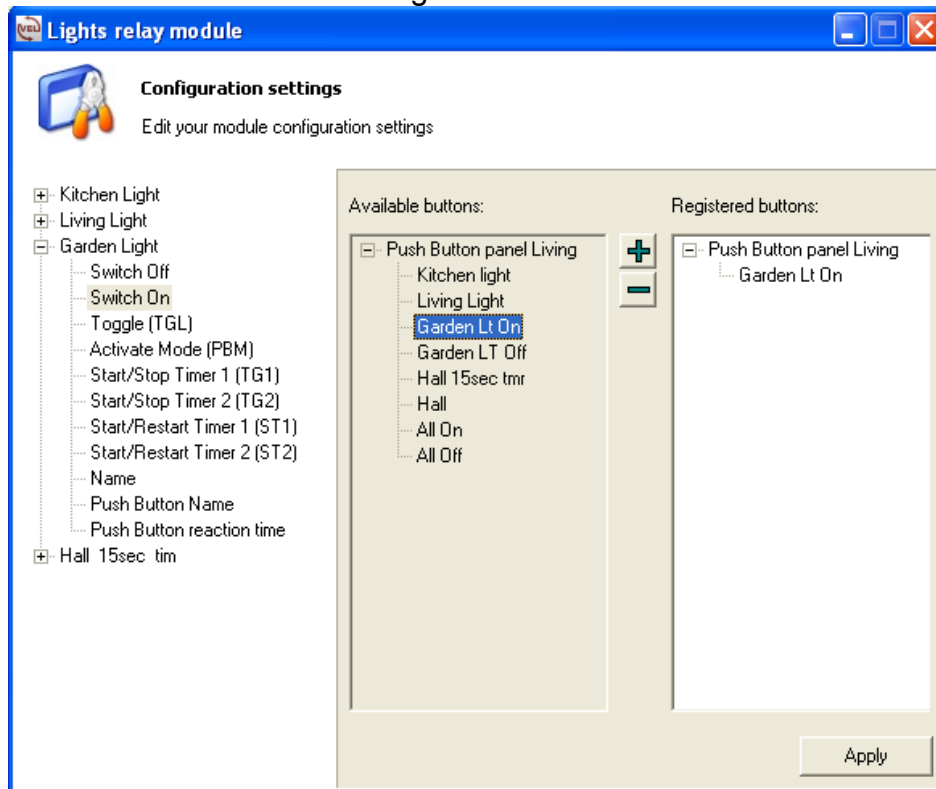 VEL Lights relay module
Configuration settings
Edit your module configuration settings
Kitchen Light
Living Light
Garden Light
Switch Off
Switch On
Toggle (TGL)
Activate Mode (PBM)
Start/Stop Timer 1 (TG1)
Start/Stop Timer 2 (TG2)
Start/Restart Timer 1 (ST1)
Start/Restart Timer 2 (ST2)
Name
Push Button Name
Push Button reaction time
Hall 15sec tim
Available buttons:
Push Button panel Living
Kitchen light
Living Light
Garden Lt On
Garden LT Off
Hall 15sec tmr
Hall
All On
All Off
Registered buttons:
Push Button panel Living
Garden Lt On
Apply